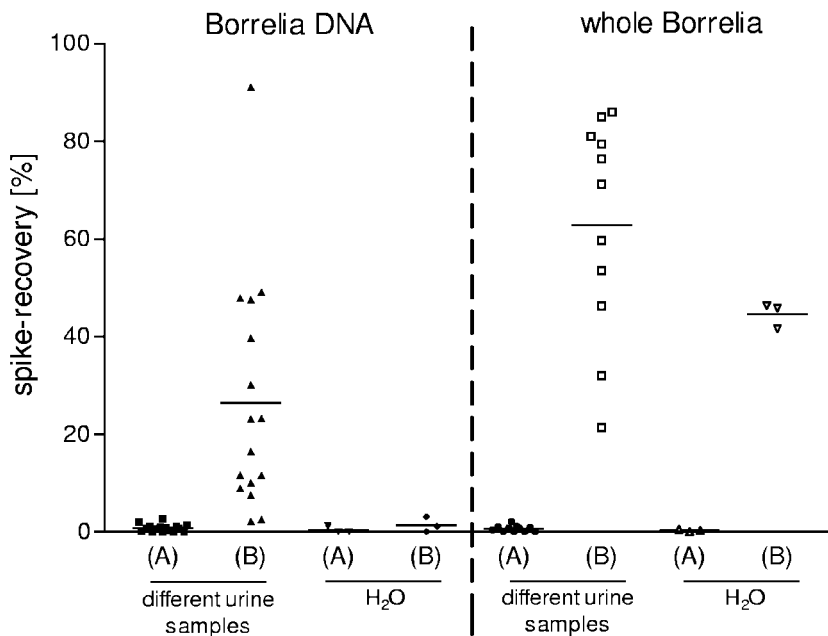 Borrelia DNA
whole Borrelia
spike-recovery [%]
100
80
60
40
20
0
(A) (B) (A) (B) (A) (B) (A) (B)
different urine samples
H₂O
different urine samples
H₂O